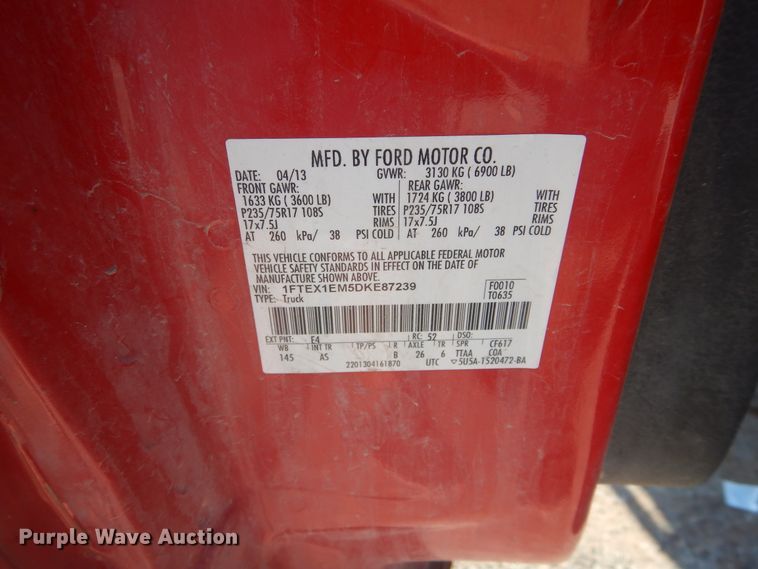 MFD. BY FORD MOTOR CO.
DATE: 04/13 GVWR: 3130 KG ( 6900 LB)
FRONT GAWR: REAR GAWR:
1633 KG ( 3600 LB) WITH 1724 KG ( 3800 LB) WITH
P235/75R17 108S TIRES P235/75R17 108S TIRES
17x7.5J RIMS 17x7.5J RIMS
AT 260 kPa/ 38 PSI COLD AT 260 kPa/ 38 PSI COLD
THIS VEHICLE CONFORMS TO ALL APPLICABLE FEDERAL MOTOR
VEHICLE SAFETY STANDARDS IN EFFECT ON THE DATE OF
MANUFACTURE SHOWN ABOVE.
VIN: 1FTEX1EM5DKE87239 F0010
TYPE: Truck T0635
EXT PNT: E4 RC: 52 DSO:
WB INT TR TP/PS R AXLE TR SPR CF617
145 AS B 26 6 TTAA COA
2201304161870 UTC 5U5A-1520472-BA
Purple Wave Auction